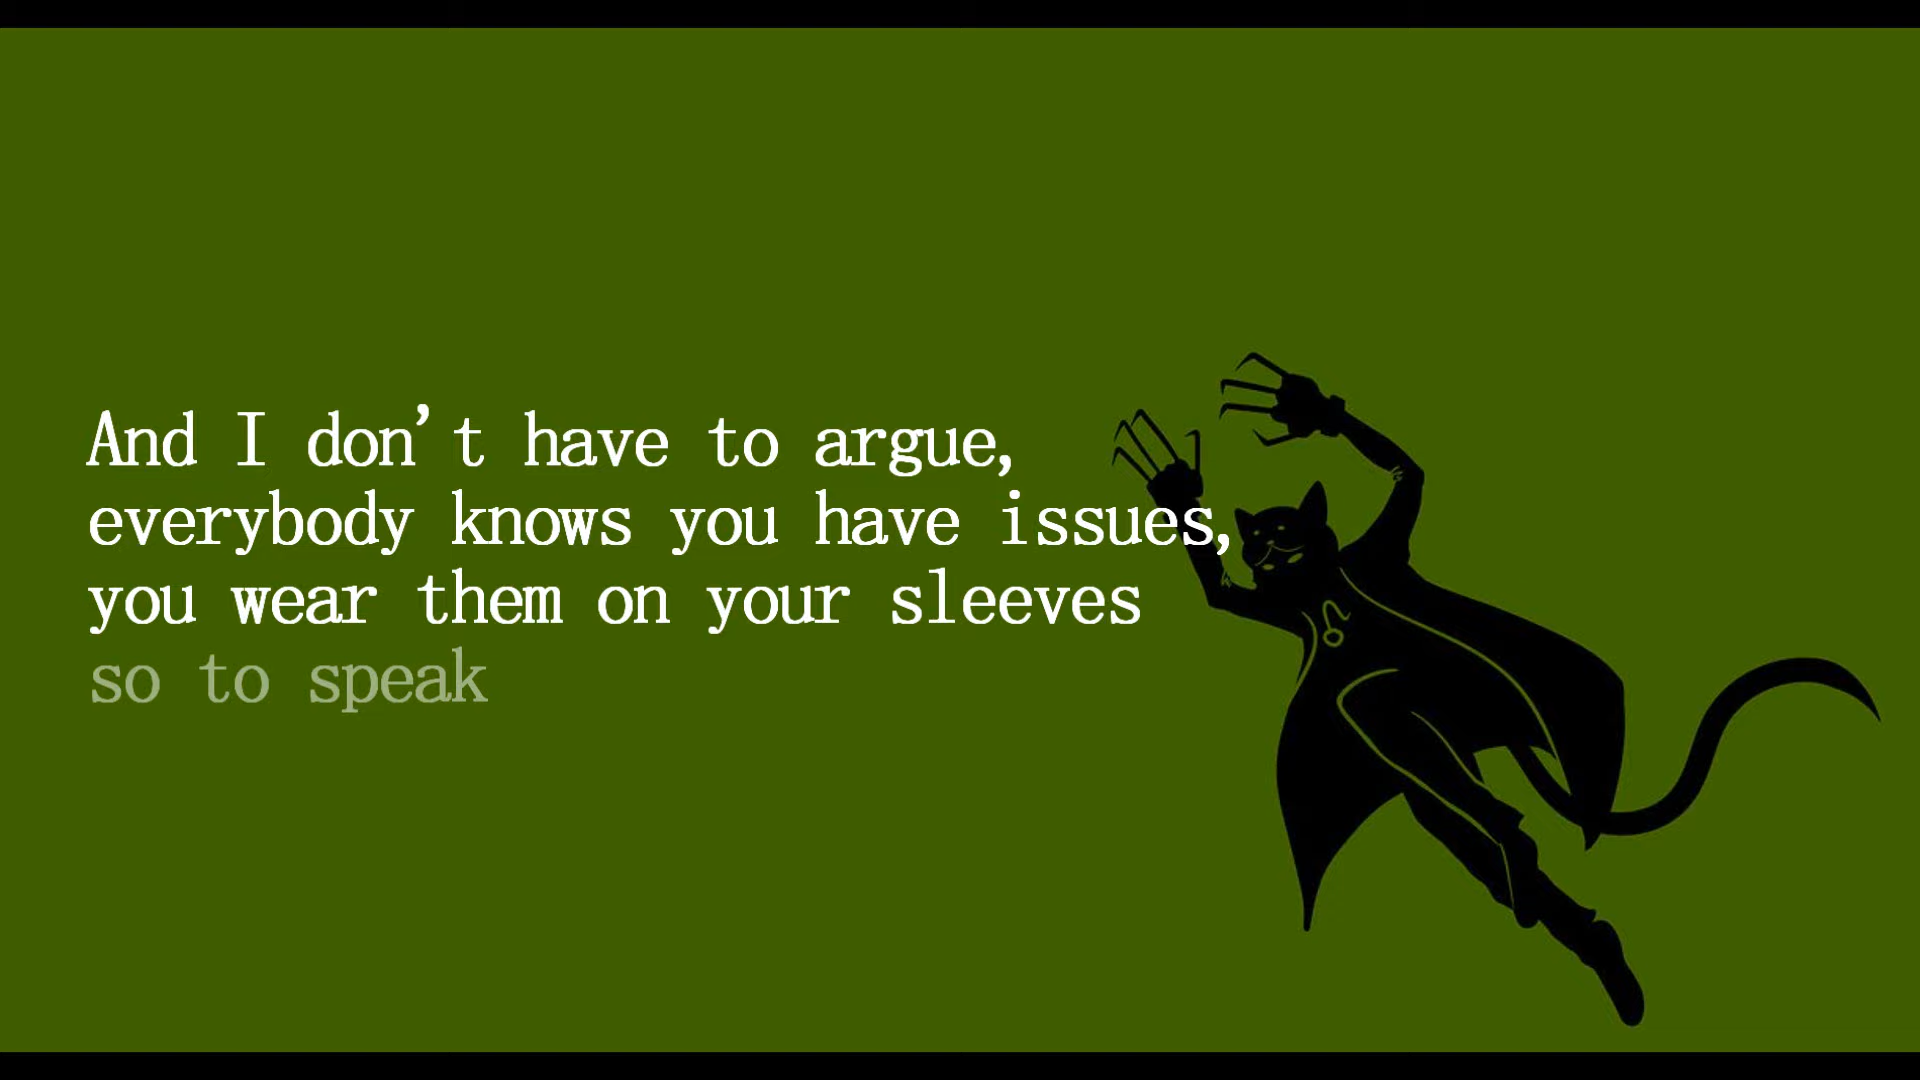 And I don't have to argue,
everybody knows you have issues,
you wear them on your sleeves
so to speak